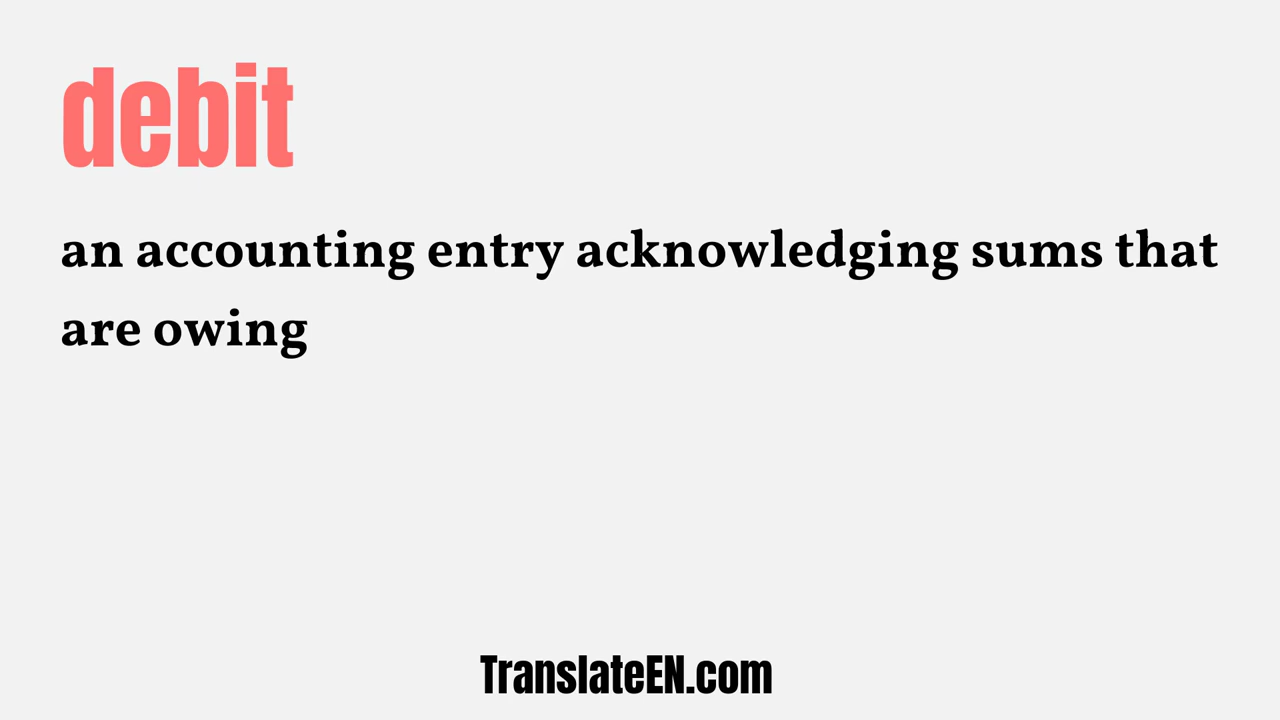 debit
an accounting entry acknowledging sums that
are owing
TranslateEN.com